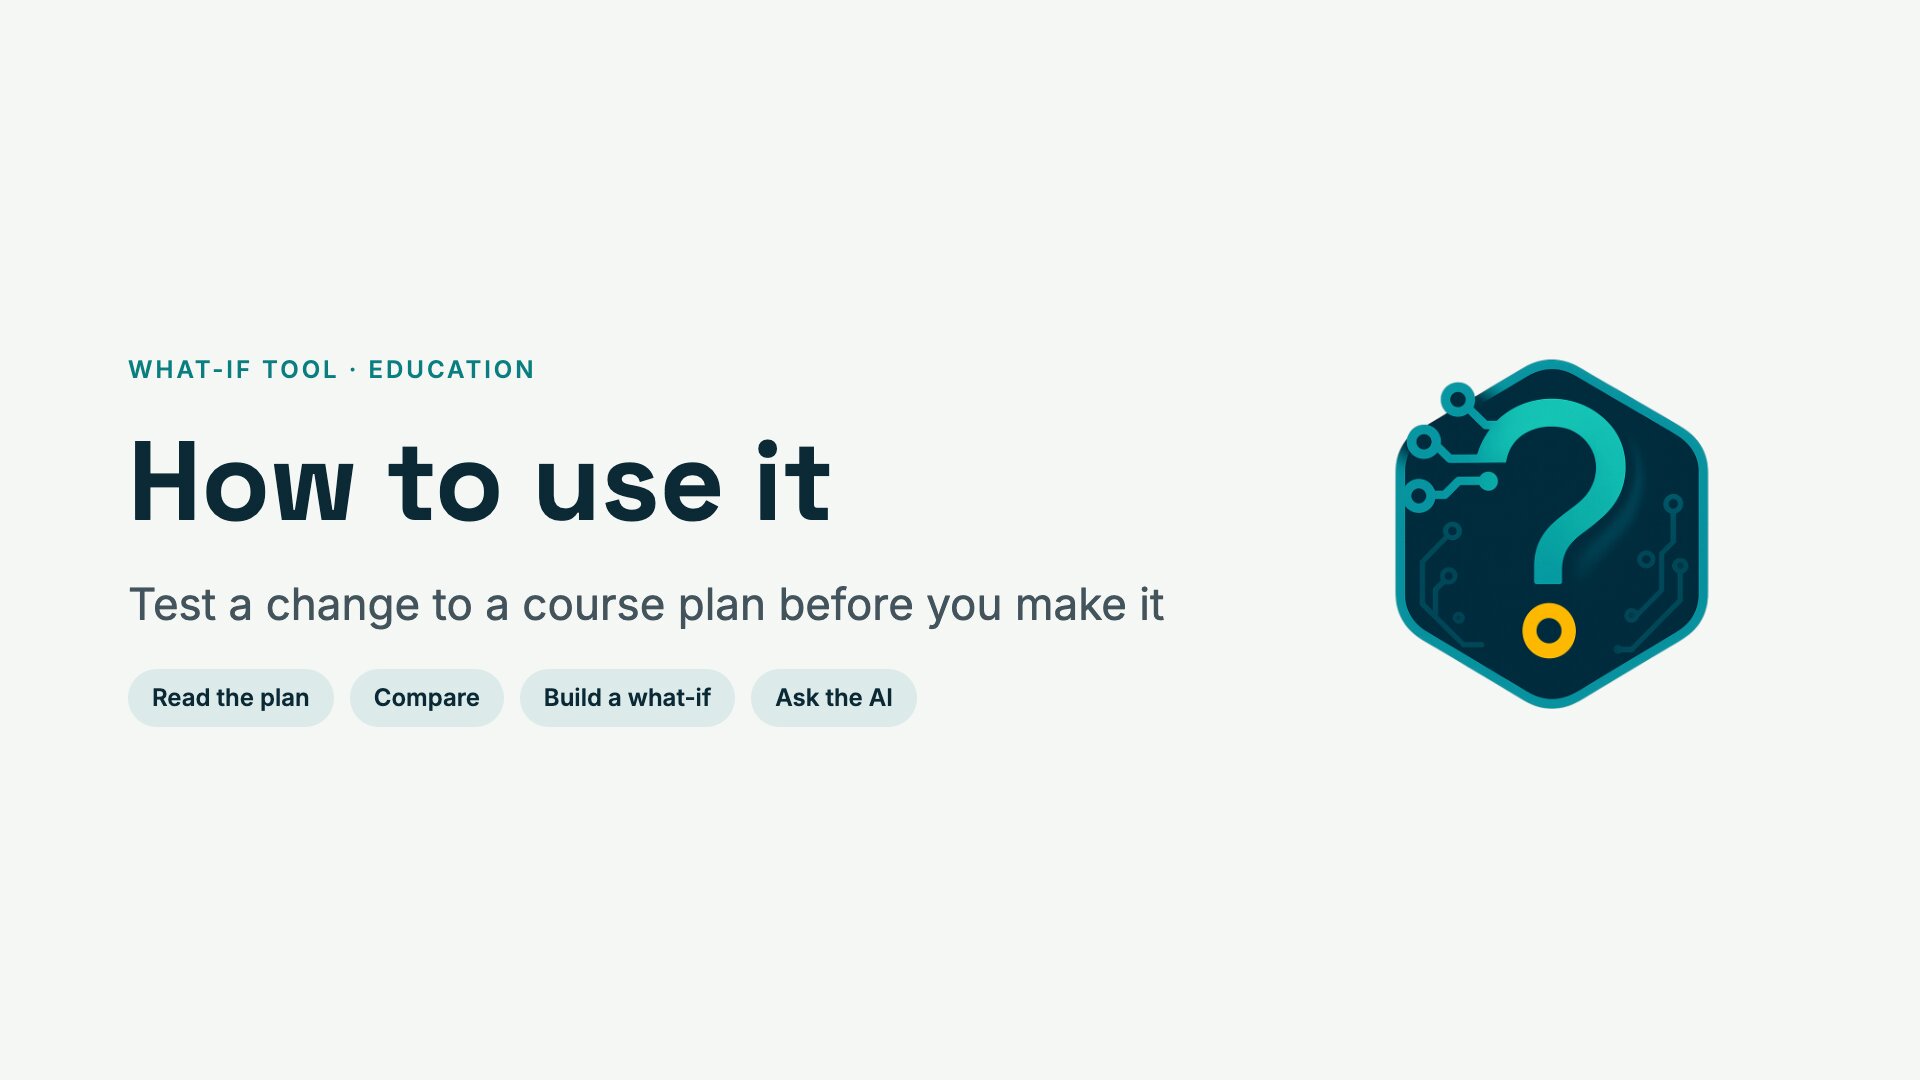 WHAT-IF TOOL · EDUCATION
How to use it
Test a change to a course plan before you make it
Read the plan
Compare
Build a what-if
Ask the AI